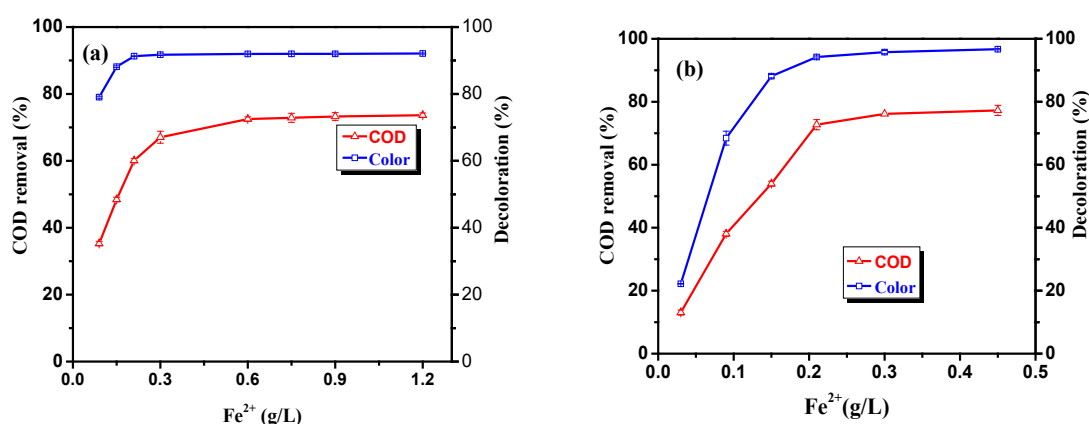 (a)
COD removal (%)
100
80
60
40
20
0
0.0
0.3
0.6
0.9
1.2
Fe²⁺ (g/L)
100
80
60
40
20
0
Decoloration (%)
COD
Color
(b)
COD removal (%)
100
80
60
40
20
0
0.0
0.1
0.2
0.3
0.4
0.5
Fe²⁺(g/L)
100
80
60
40
20
0
Decoloration (%)
COD
Color